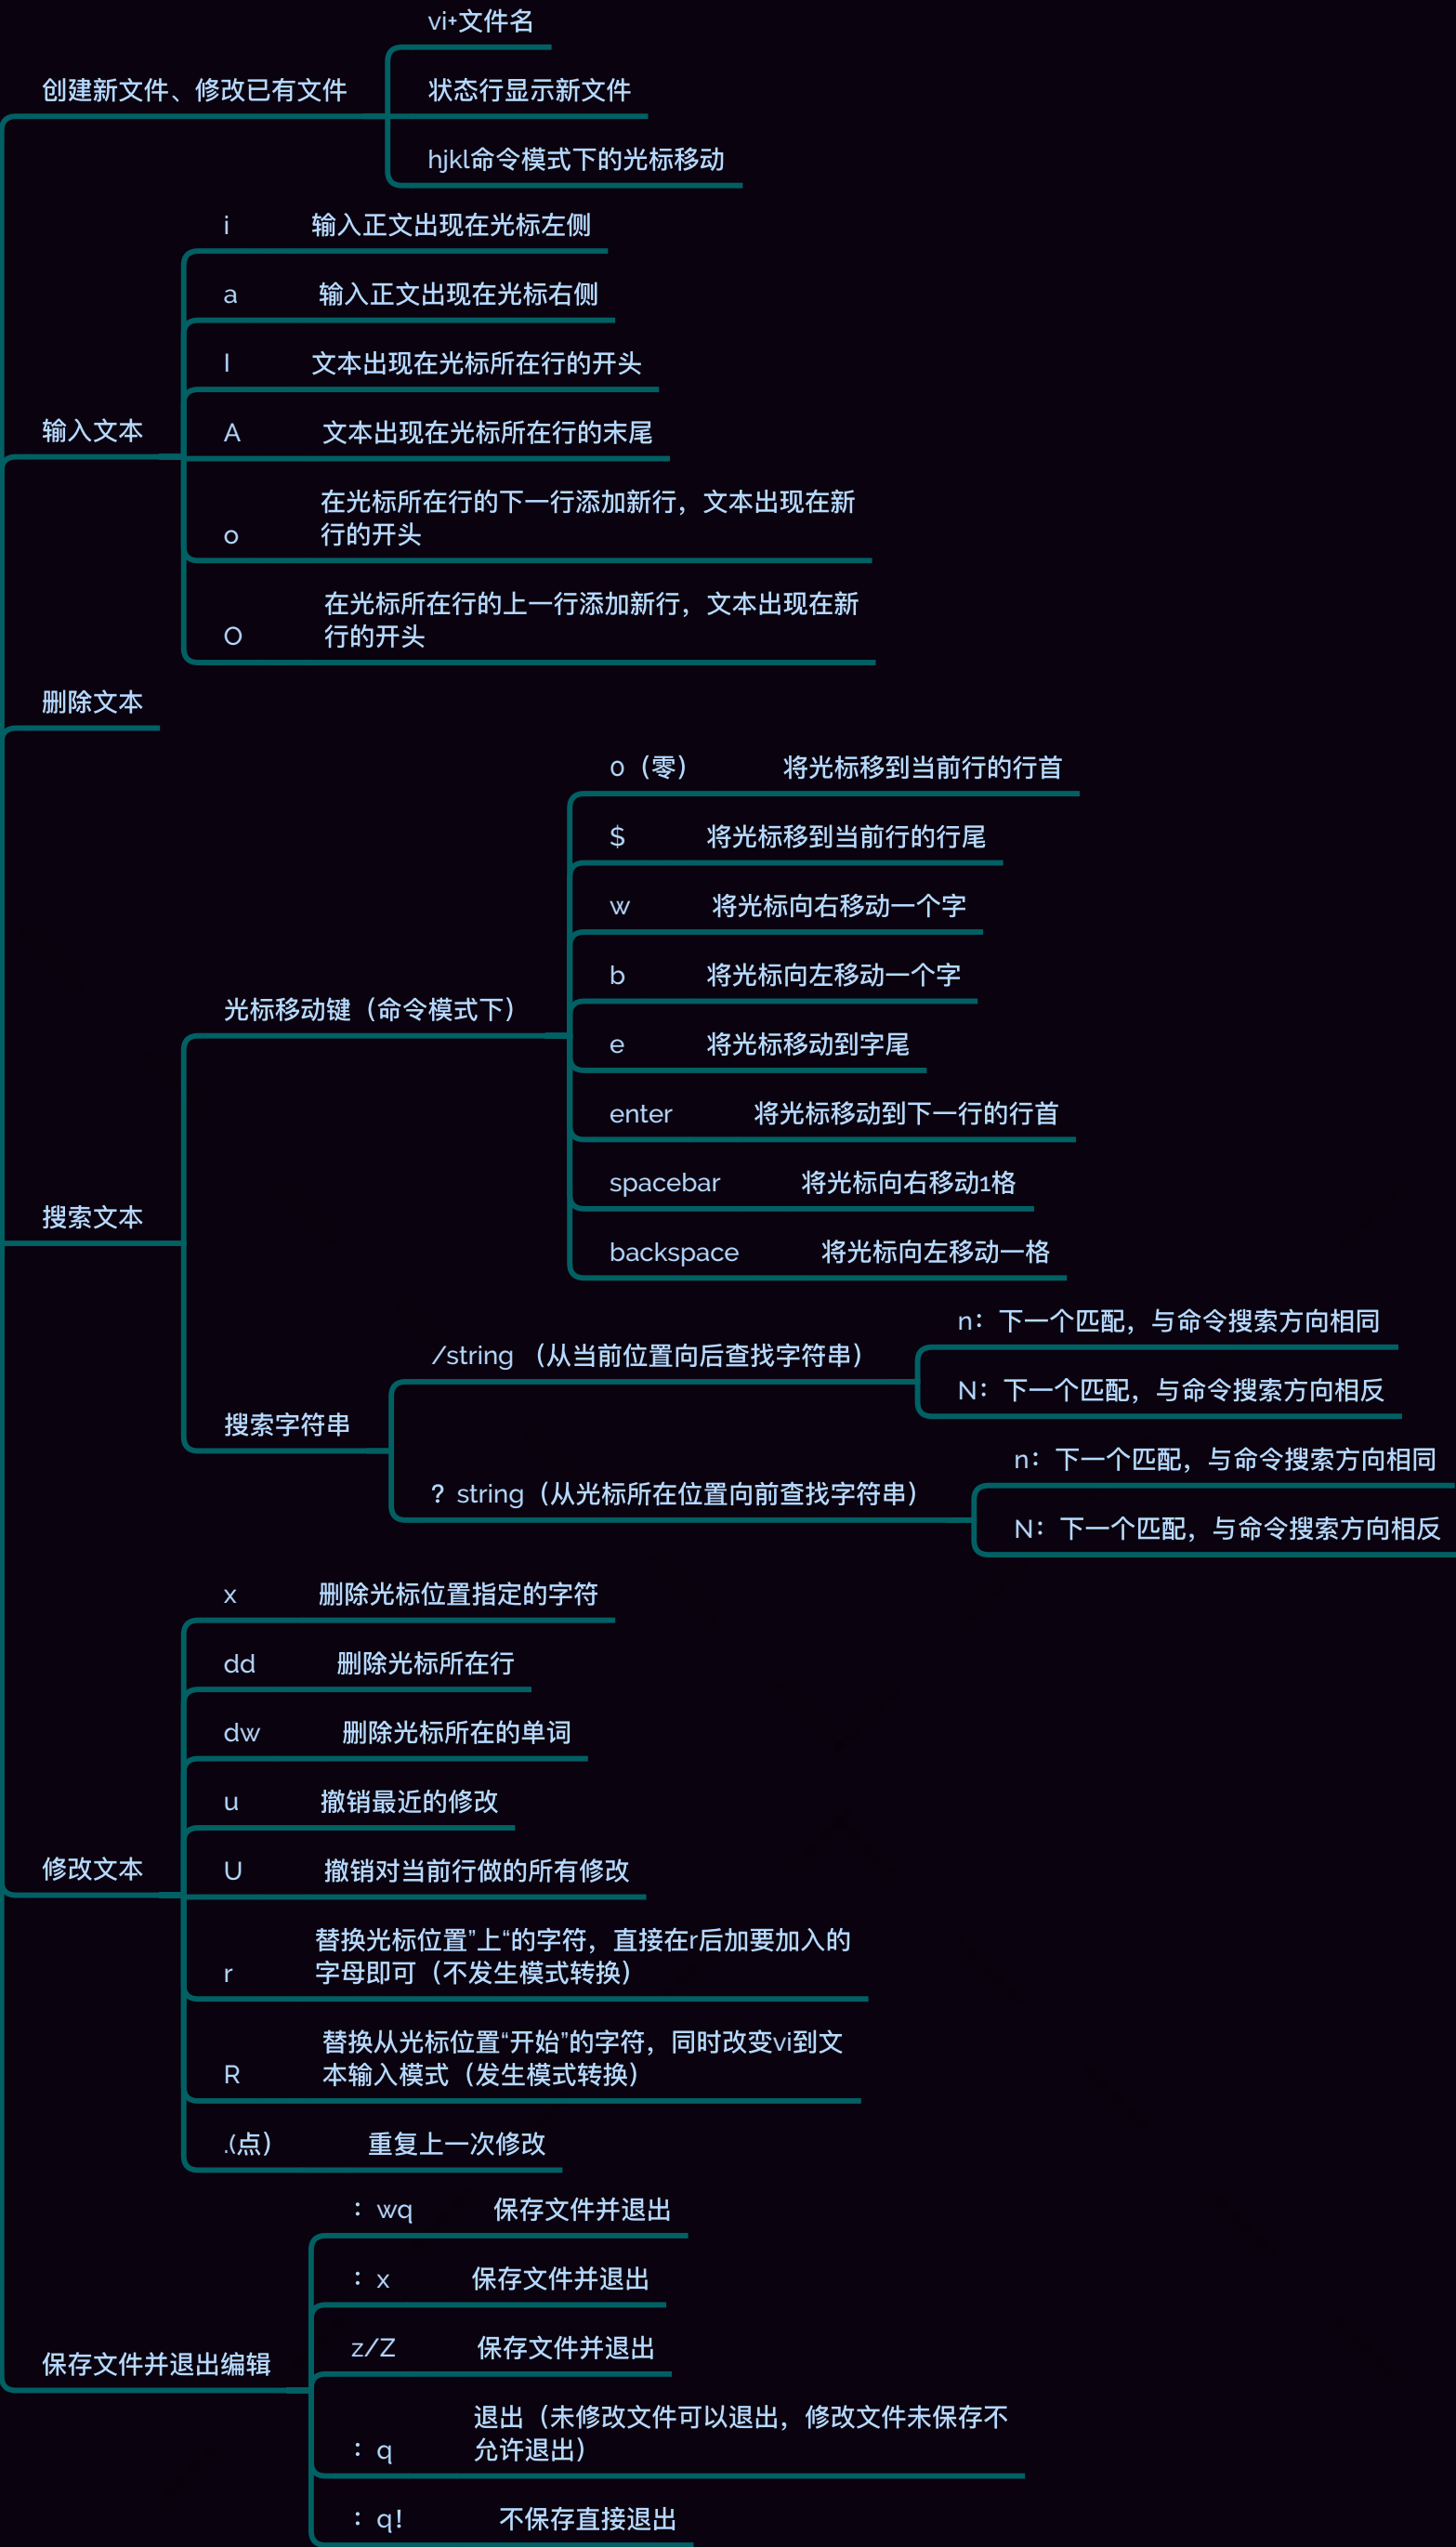 vi+文件名
创建新文件、修改已有文件
状态行显示新文件
hjkl命令模式下的光标移动
i 输入正文出现在光标左侧
a 输入正文出现在光标右侧
I 文本出现在光标所在行的开头
输入文本
A 文本出现在光标所在行的末尾
在光标所在行的下一行添加新行，文本出现在新
o 行的开头
在光标所在行的上一行添加新行，文本出现在新
O 行的开头
删除文本
0（零） 将光标移到当前行的行首
$ 将光标移到当前行的行尾
w 将光标向右移动一个字
b 将光标向左移动一个字
光标移动键（命令模式下）
e 将光标移动到字尾
enter 将光标移动到下一行的行首
spacebar 将光标向右移动1格
搜索文本
backspace 将光标向左移动一格
n：下一个匹配，与命令搜索方向相同
/string （从当前位置向后查找字符串）
N：下一个匹配，与命令搜索方向相反
搜索字符串
n：下一个匹配，与命令搜索方向相同
？string（从光标所在位置向前查找字符串）
N：下一个匹配，与命令搜索方向相反
x 删除光标位置指定的字符
dd 删除光标所在行
dw 删除光标所在的单词
u 撤销最近的修改
修改文本
U 撤销对当前行做的所有修改
替换光标位置”上“的字符，直接在r后加要加入的
r 字母即可（不发生模式转换）
替换从光标位置“开始”的字符，同时改变vi到文
R 本输入模式（发生模式转换）
.(点） 重复上一次修改
：wq 保存文件并退出
：x 保存文件并退出
z/Z 保存文件并退出
保存文件并退出编辑
退出（未修改文件可以退出，修改文件未保存不
：q 允许退出）
：q! 不保存直接退出